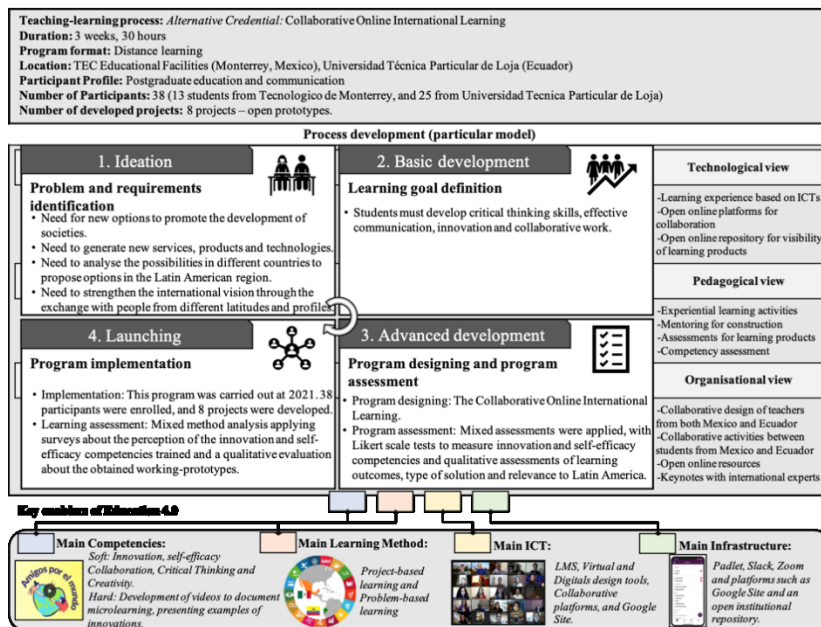 Teaching-learning process: Alternative Credential: Collaborative Online International Learning
Duration: 3 weeks, 30 hours
Program format: Distance learning
Location: TEC Educational Facilities (Monterrey, Mexico), Universidad Técnica Particular de Loja (Ecuador)
Participant Profile: Postgraduate education and communication
Number of Participants: 38 (13 students from Tecnologico de Monterrey, and 25 from Universidad Tecnica Particular de Loja)
Number of developed projects: 8 projects – open prototypes.
Process development (particular model)
1. Ideation
Problem and requirements
identification
• Need for new options to promote the development of
societies.
• Need to generate new services, products and technologies.
• Need to analyse the possibilities in different countries to
propose options in the Latin American region.
• Need to strengthen the international vision through the
exchange with people from different latitudes and profiles.
2. Basic development
Learning goal definition
• Students must develop critical thinking skills, effective
communication, innovation and collaborative work.
4. Launching
Program implementation
• Implementation: This program was carried out at 2021. 38
participants were enrolled, and 8 projects were developed.
• Learning assessment: Mixed method analysis applying
surveys about the perception of the innovation and self-
efficacy competencies trained and a qualitative evaluation
about the obtained working-prototypes.
3. Advanced development
Program designing and program
assessment
• Program designing: The Collaborative Online International
Learning.
• Program assessment: Mixed assessments were applied, with
Likert scale tests to measure innovation and self-efficacy
competencies and qualitative assessments of learning
outcomes, type of solution and relevance to Latin America.
Technological view
-Learning experience based on ICTs
-Open online platforms for
collaboration
-Open online repository for visibility
of learning products
Pedagogical view
-Experiential learning activities
-Mentoring for construction
-Assessments for learning products
-Competency assessment
Organisational view
-Collaborative design of teachers
from both Mexico and Ecuador
-Collaborative activities between
students from Mexico and Ecuador
-Open online resources
-Keynotes with international experts
Key enablers of Education 4.0
Main Competencies:
Soft: Innovation, self-efficacy
Collaboration, Critical Thinking and
Creativity.
Hard: Development of videos to document
microlearning, presenting examples of
innovations.
Amigos por el
mundo
Main Learning Method:
Project-based
learning and
Problem-based
learning
Main ICT:
LMS, Virtual and
Digitals design tools,
Collaborative
platforms, and Google
Site.
Main Infrastructure:
Padlet, Slack, Zoom
and platforms such as
Google Site and an
open institutional
repository.